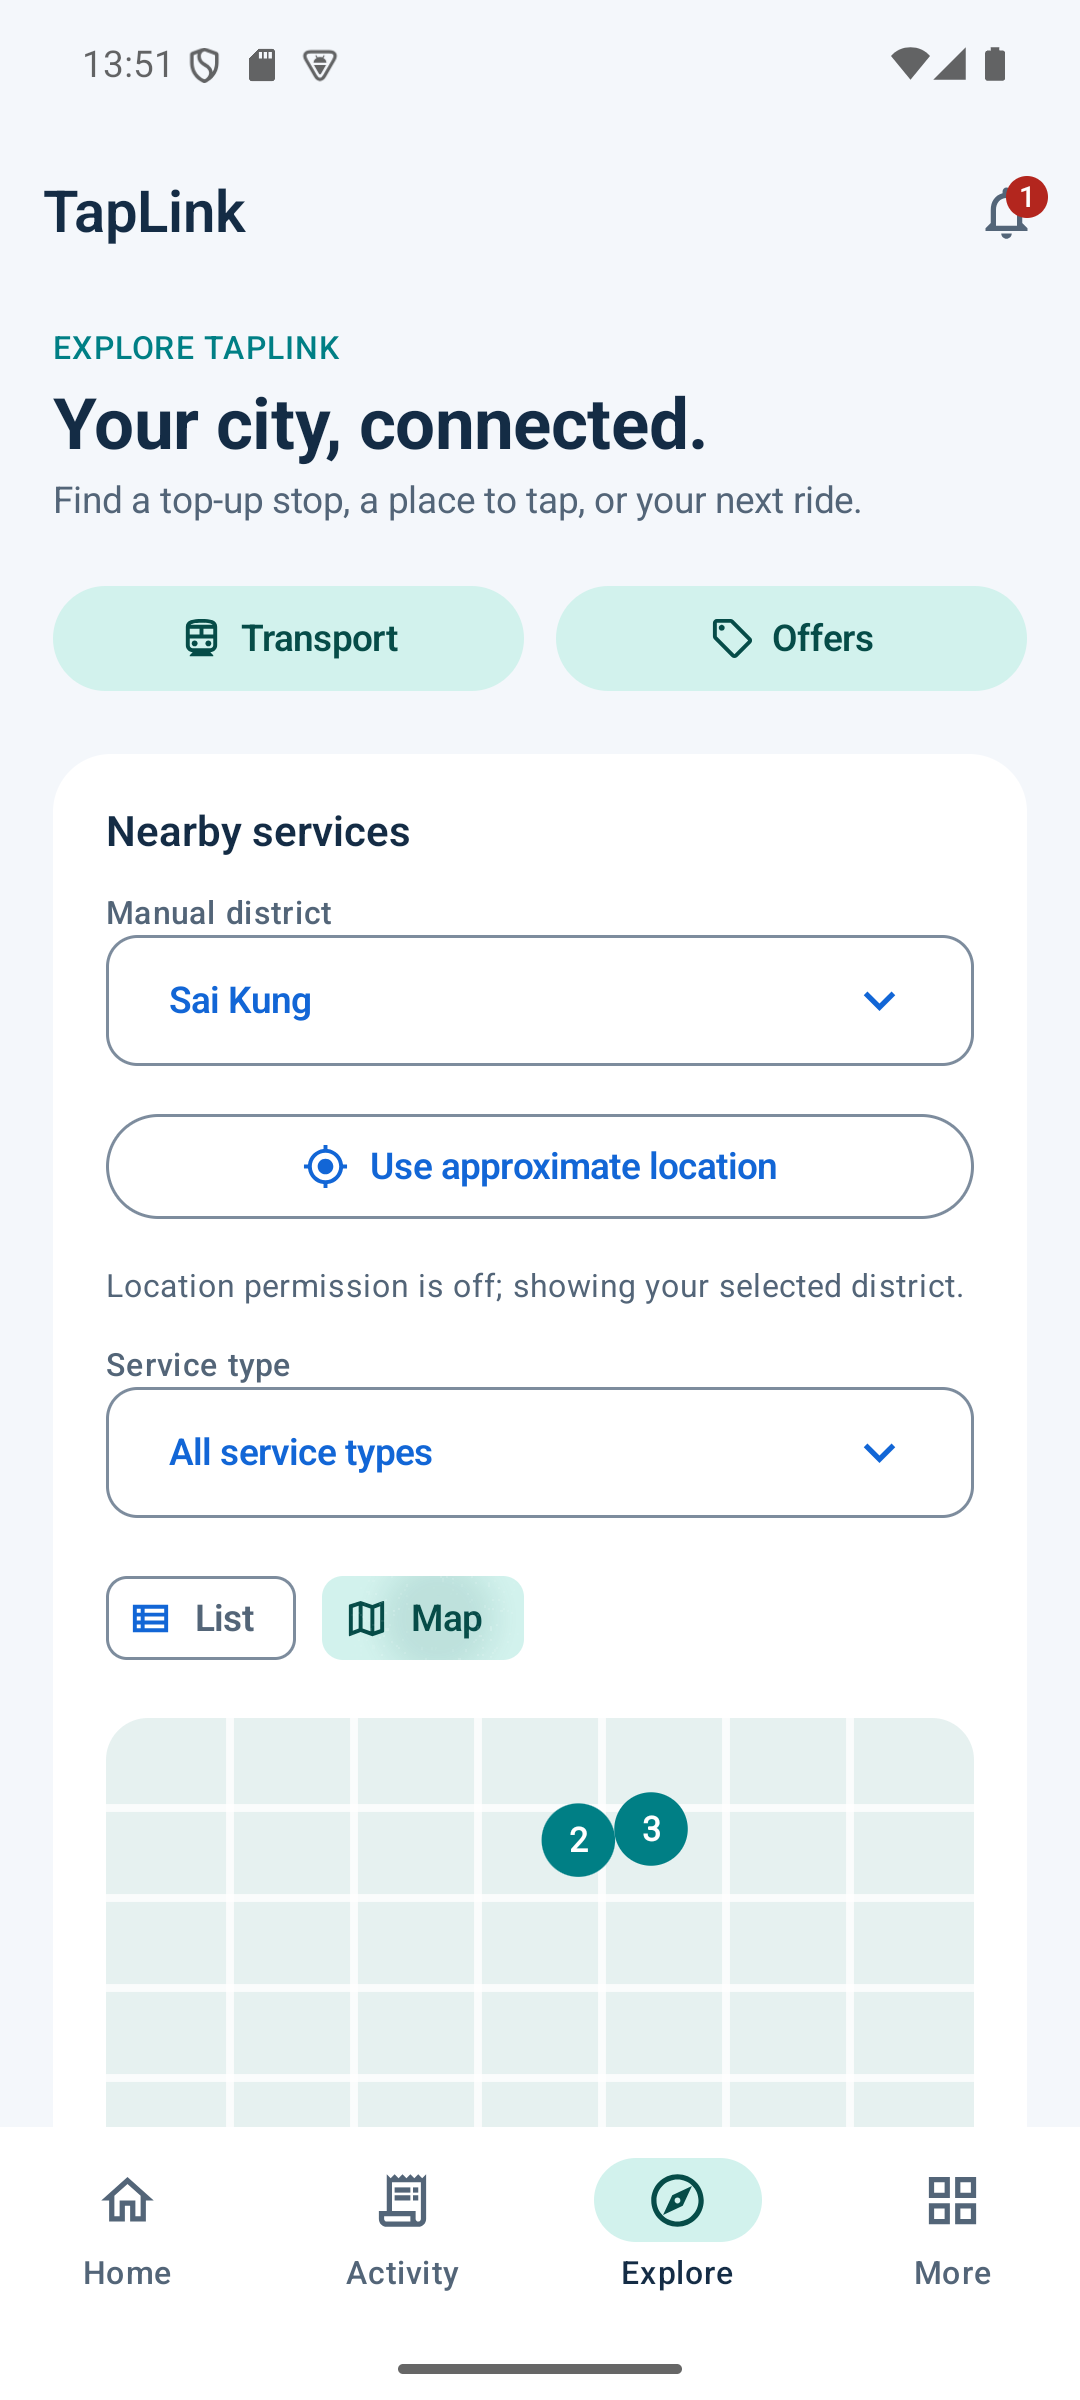 13:51
TapLink
1
EXPLORE TAPLINK
Your city, connected.
Find a top-up stop, a place to tap, or your next ride.
Transport
Offers
Nearby services
Manual district
Sai Kung
Use approximate location
Location permission is off; showing your selected district.
Service type
All service types
List
Map
2
3
Home
Activity
Explore
More